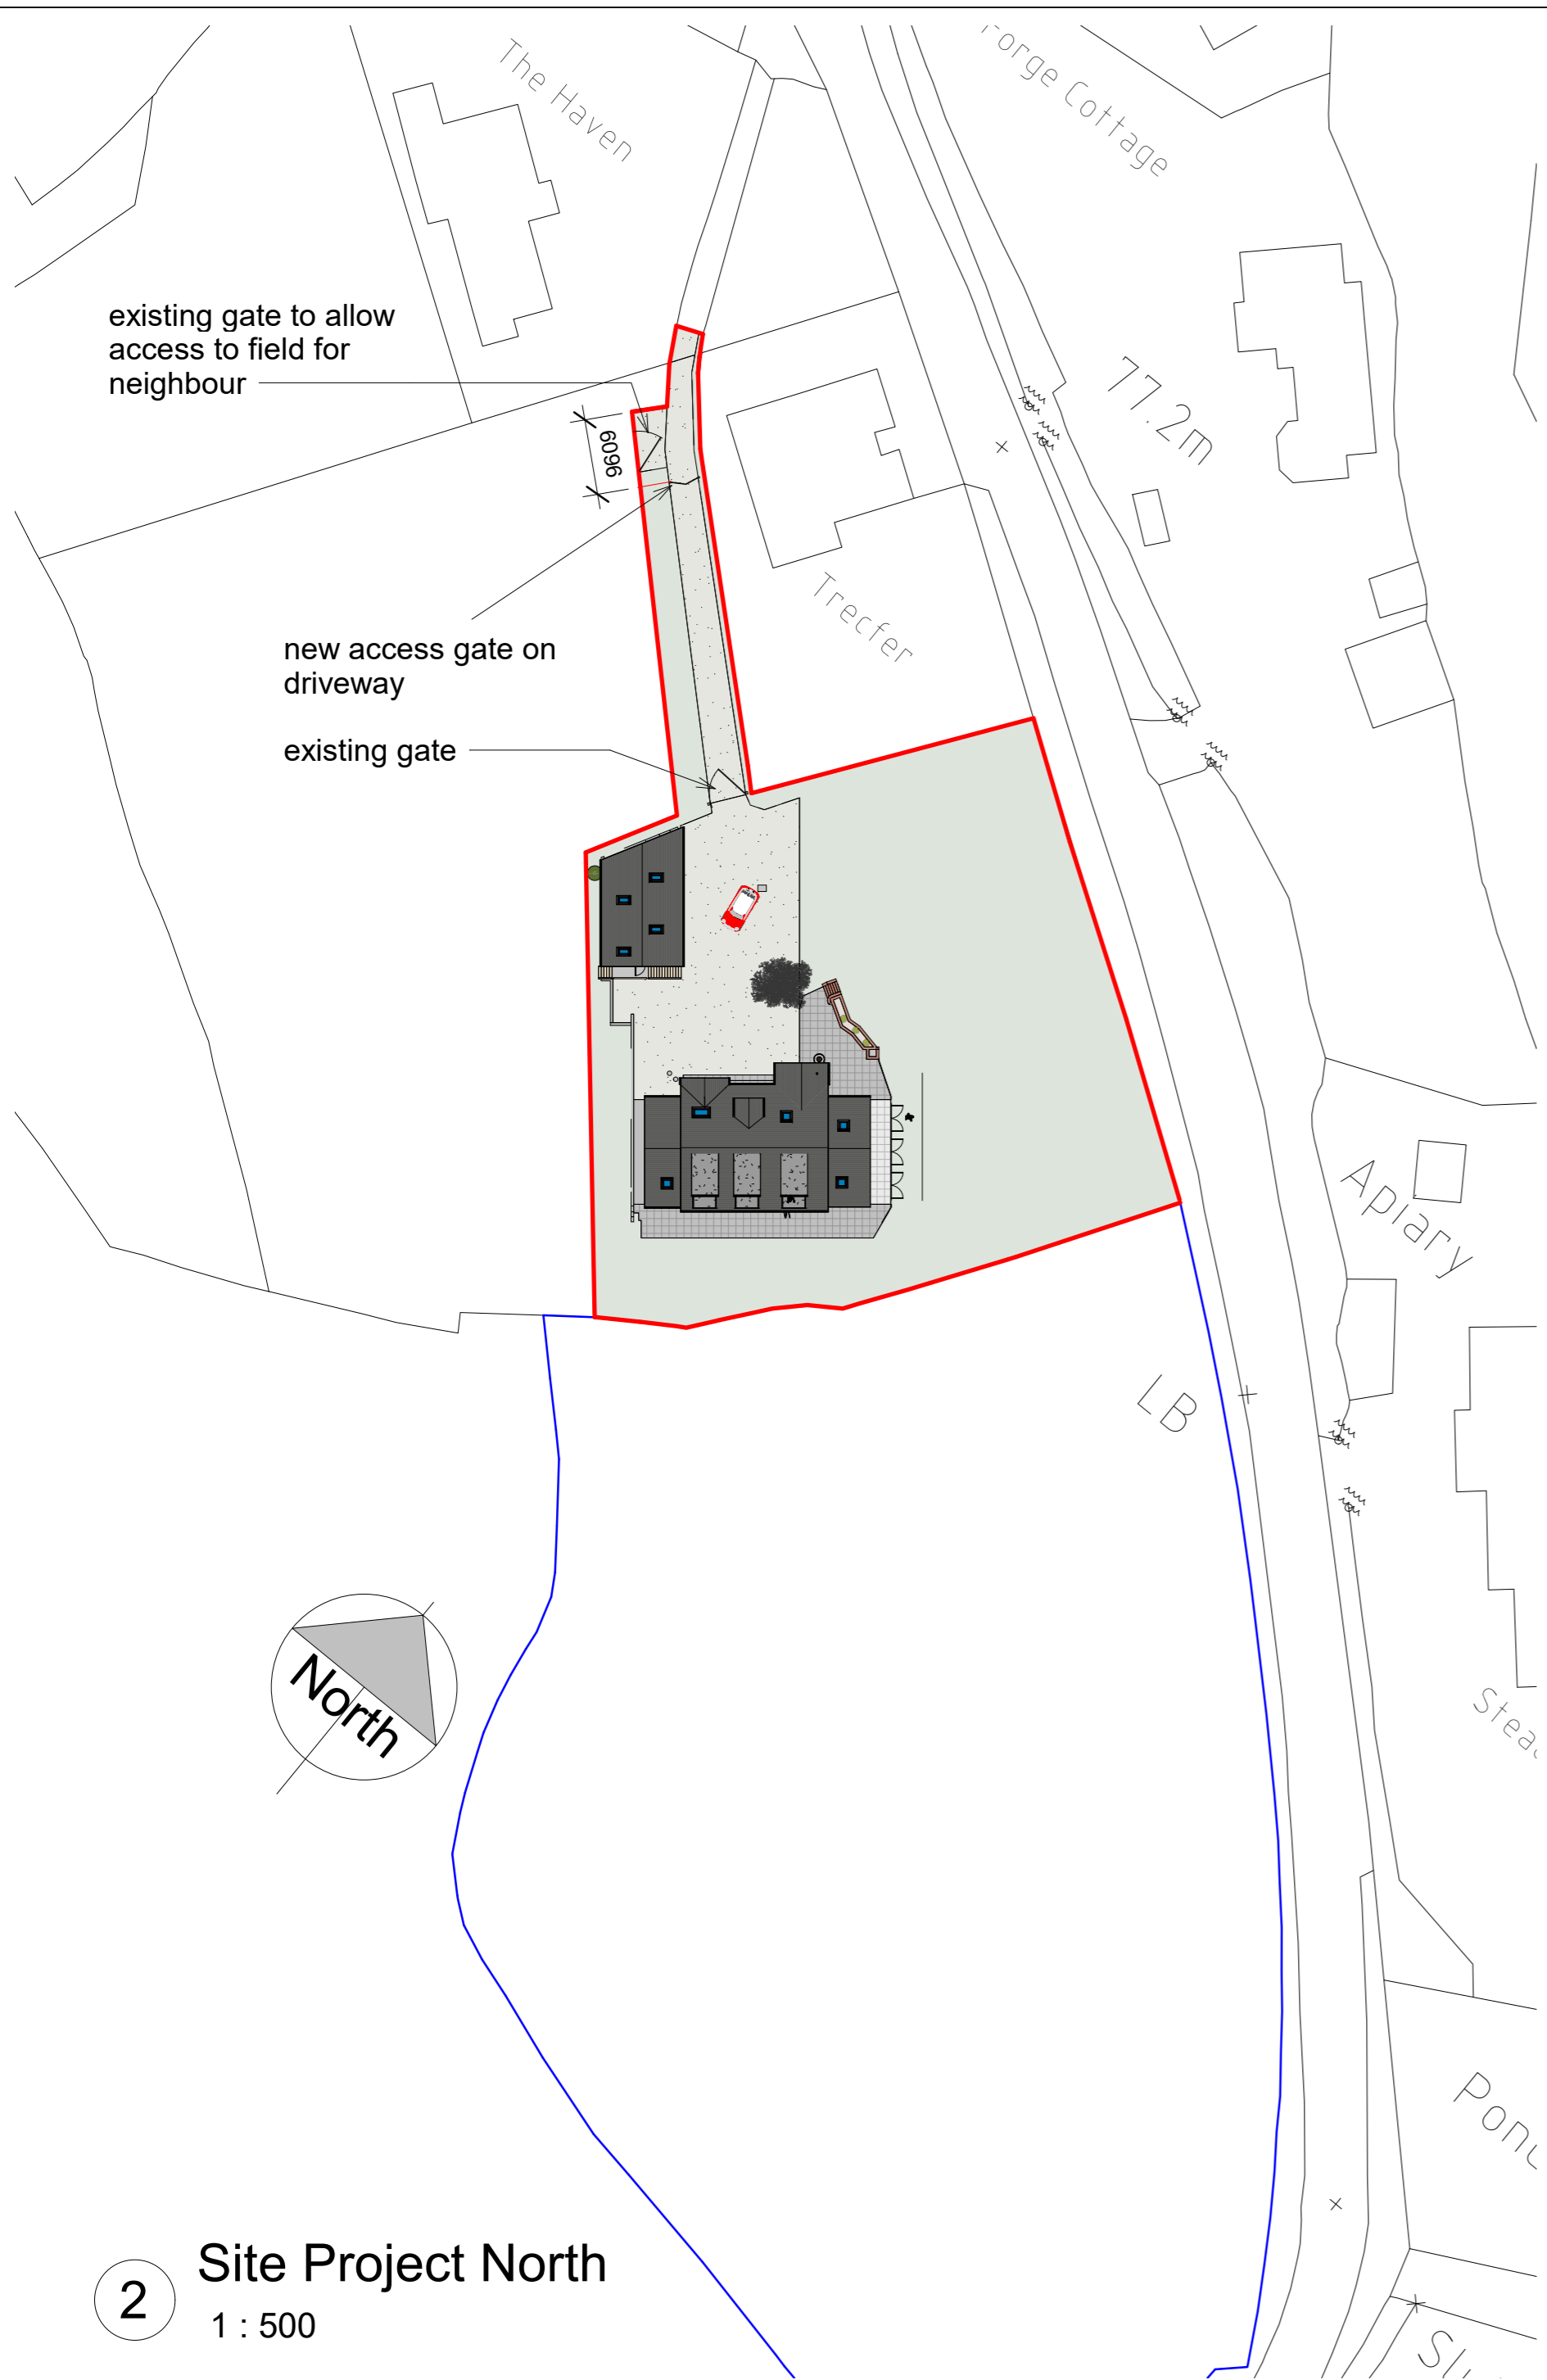 The Haven
Forge Cottage
existing gate to allow
access to field for
neighbour
77.2m
6096
Trecfer
new access gate on
driveway
existing gate
Apiary
LB
North
2
Site Project North
1 : 500